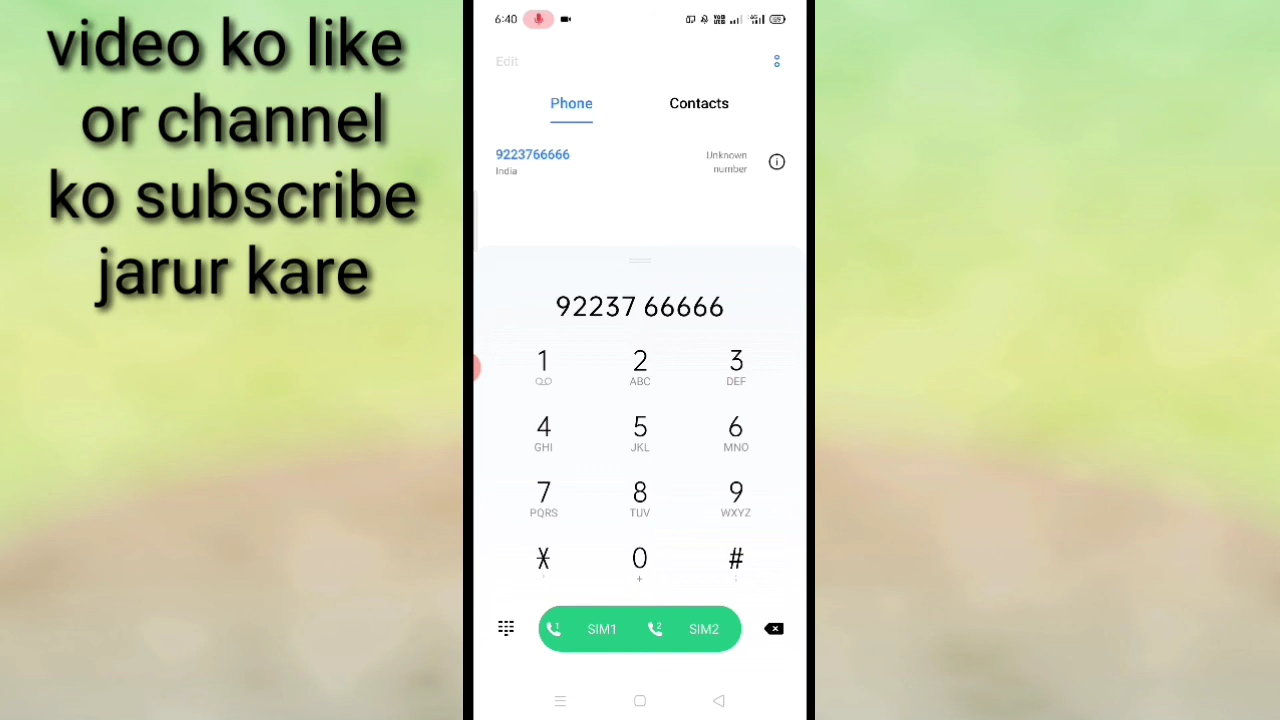 video ko like
or channel
ko subscribe
jarur kare
6:40
Edit
Phone Contacts
9223766666
India
Unknown
number
92237 66666
1 2 3
ABC DEF
4 5 6
GHI JKL MNO
7 8 9
PQRS TUV WXYZ
* 0 #
+
1 SIM1 2 SIM2